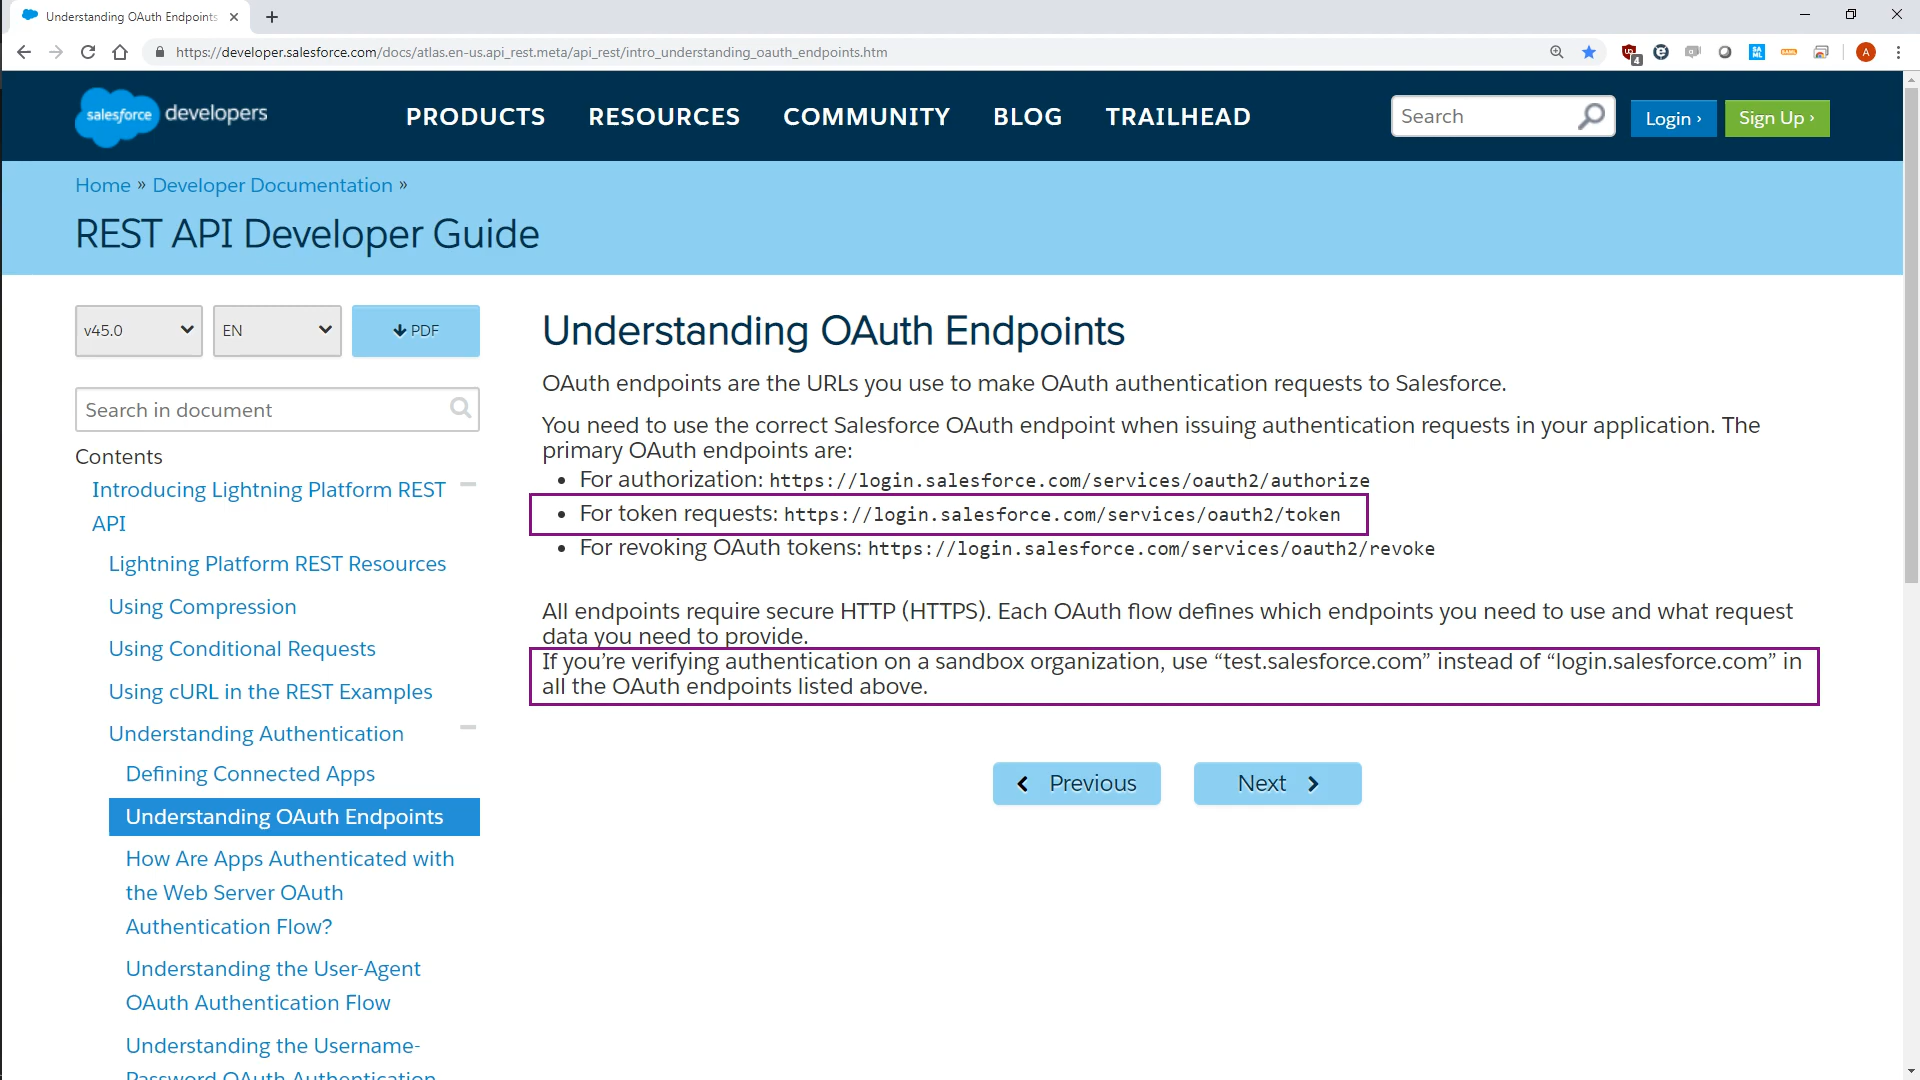 Understanding OAuth Endpoints
https://developer.salesforce.com/docs/atlas.en-us.api_rest.meta/api_rest/intro_understanding_oauth_endpoints.htm
4
SA
ML
A
salesforce developers
PRODUCTS RESOURCES COMMUNITY BLOG TRAILHEAD
Search
Login ›
Sign Up ›
Home » Developer Documentation »
REST API Developer Guide
v45.0
EN
PDF
Search in document
Contents
Introducing Lightning Platform REST
API
Lightning Platform REST Resources
Using Compression
Using Conditional Requests
Using cURL in the REST Examples
Understanding Authentication
Defining Connected Apps
Understanding OAuth Endpoints
How Are Apps Authenticated with
the Web Server OAuth
Authentication Flow?
Understanding the User-Agent
OAuth Authentication Flow
Understanding the Username-
Password OAuth Authentication
Understanding OAuth Endpoints
OAuth endpoints are the URLs you use to make OAuth authentication requests to Salesforce.
You need to use the correct Salesforce OAuth endpoint when issuing authentication requests in your application. The
primary OAuth endpoints are:
• For authorization: https://login.salesforce.com/services/oauth2/authorize
• For token requests: https://login.salesforce.com/services/oauth2/token
• For revoking OAuth tokens: https://login.salesforce.com/services/oauth2/revoke
All endpoints require secure HTTP (HTTPS). Each OAuth flow defines which endpoints you need to use and what request
data you need to provide.
If you’re verifying authentication on a sandbox organization, use “test.salesforce.com” instead of “login.salesforce.com” in
all the OAuth endpoints listed above.
Previous
Next